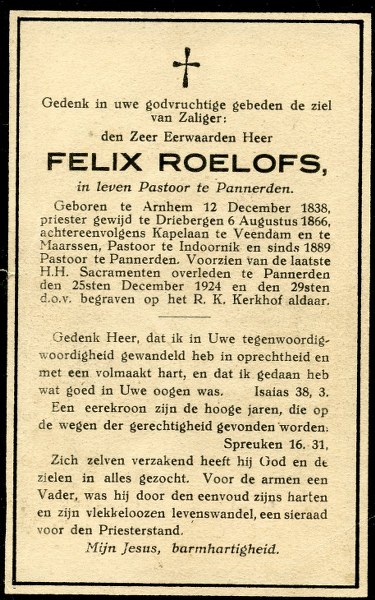 Gedenk in uwe godvruchtige gebeden de ziel
van Zaliger:
den Zeer Eerwaarden Heer
FELIX ROELOFS,
in leven Pastoor te Pannerden.
Geboren te Arnhem 12 December 1838,
priester gewijd te Driebergen 6 Augustus 1866,
achtereenvolgens Kapelaan te Veendam en te
Maarssen, Pastoor te Indoornik en sinds 1889
Pastoor te Pannerden. Voorzien van de laatste
H.H. Sacramenten overleden te Pannerden
den 25sten December 1924 en den 29sten
d.o.v. begraven op het R. K. Kerkhof aldaar.
Gedenk Heer, dat ik in Uwe tegenwoordig-
woordigheid gewandeld heb in oprechtheid en
met een volmaakt hart, en dat ik gedaan heb
wat goed in Uwe oogen was. Isaias 38, 3.
Een eerekroon zijn de hooge jaren, die op
de wegen der gerechtigheid gevonden worden.
Spreuken 16. 31.
Zich zelven verzakend heeft hij God en de
zielen in alles gezocht. Voor de armen een
Vader, was hij door den eenvoud zijns harten
en zijn vlekkeloozen levenswandel, een sieraad
voor den Priesterstand.
Mijn Jesus, barmhartigheid.